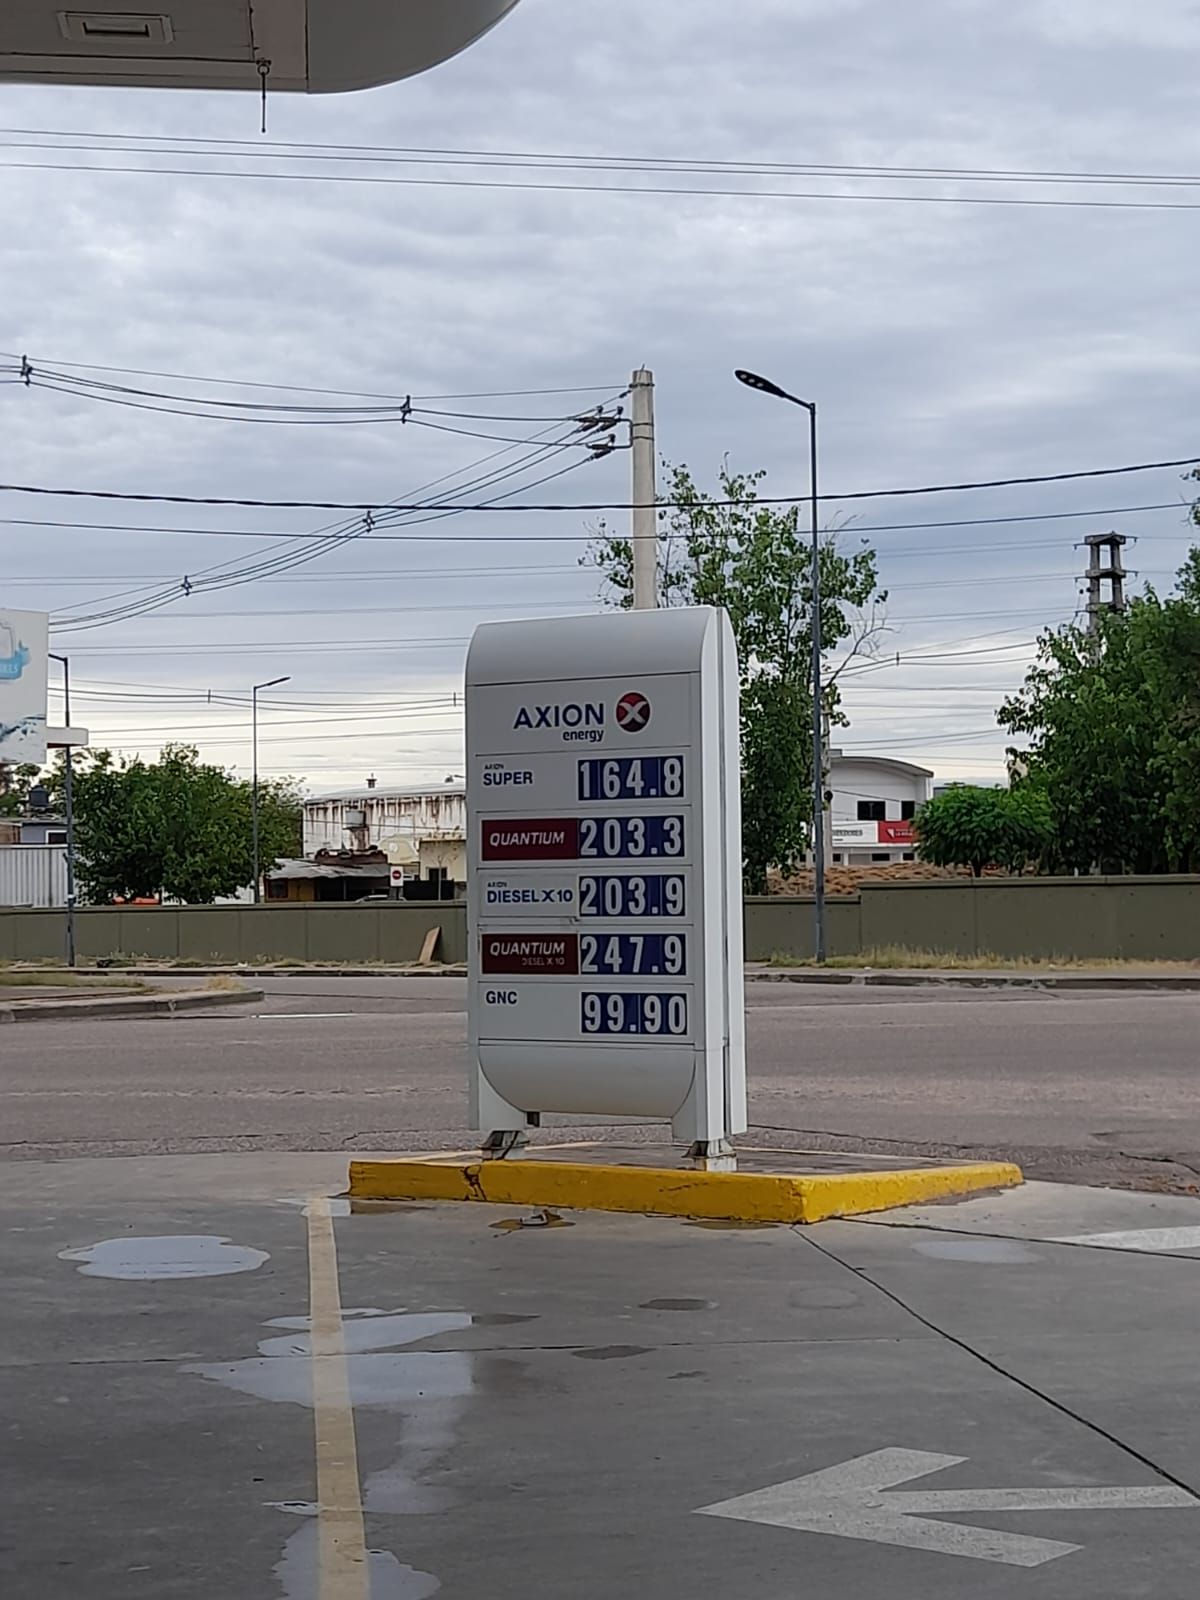 AXION
energy
AXION
SUPER 164.8
QUANTIUM 203.3
AXION
DIESEL X10 203.9
QUANTIUM 247.9
DIESEL X 10
GNC 99.90